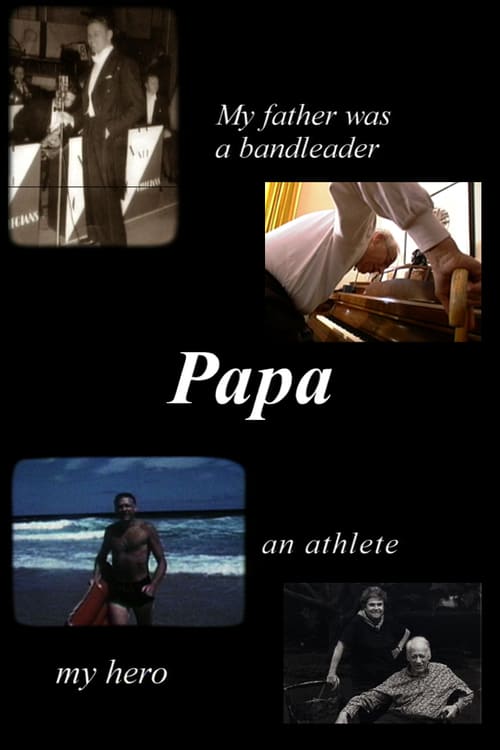 My father was
a bandleader
Papa
an athlete
my hero